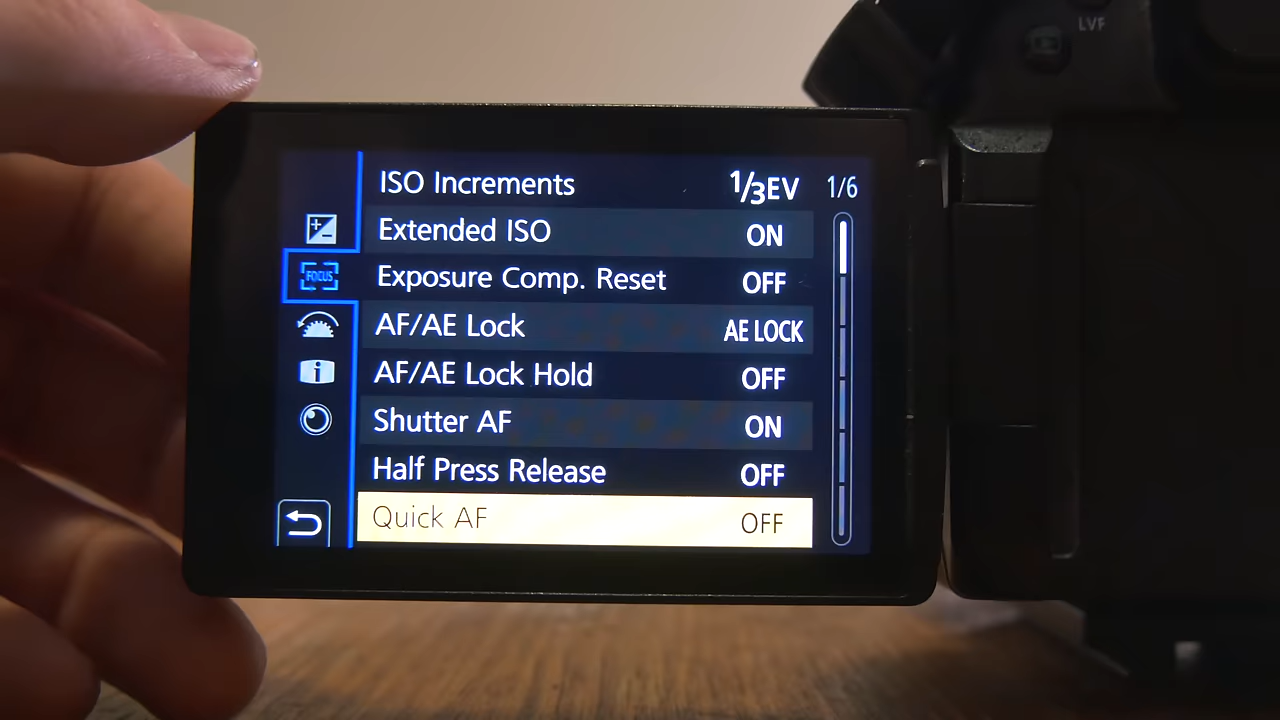 LVF
ISO Increments 1/3EV 1/6
Extended ISO ON
Exposure Comp. Reset OFF
FOCUS
AF/AE Lock AE LOCK
AF/AE Lock Hold OFF
Shutter AF ON
Half Press Release OFF
Quick AF OFF